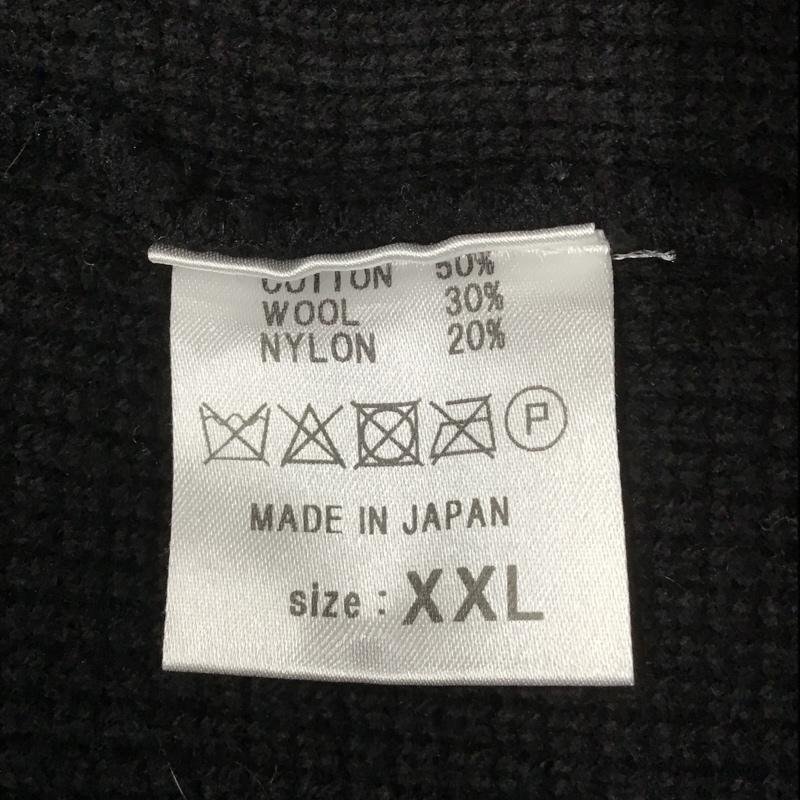 COTTON 50%
WOOL 30%
NYLON 20%
P
MADE IN JAPAN
size : XXL